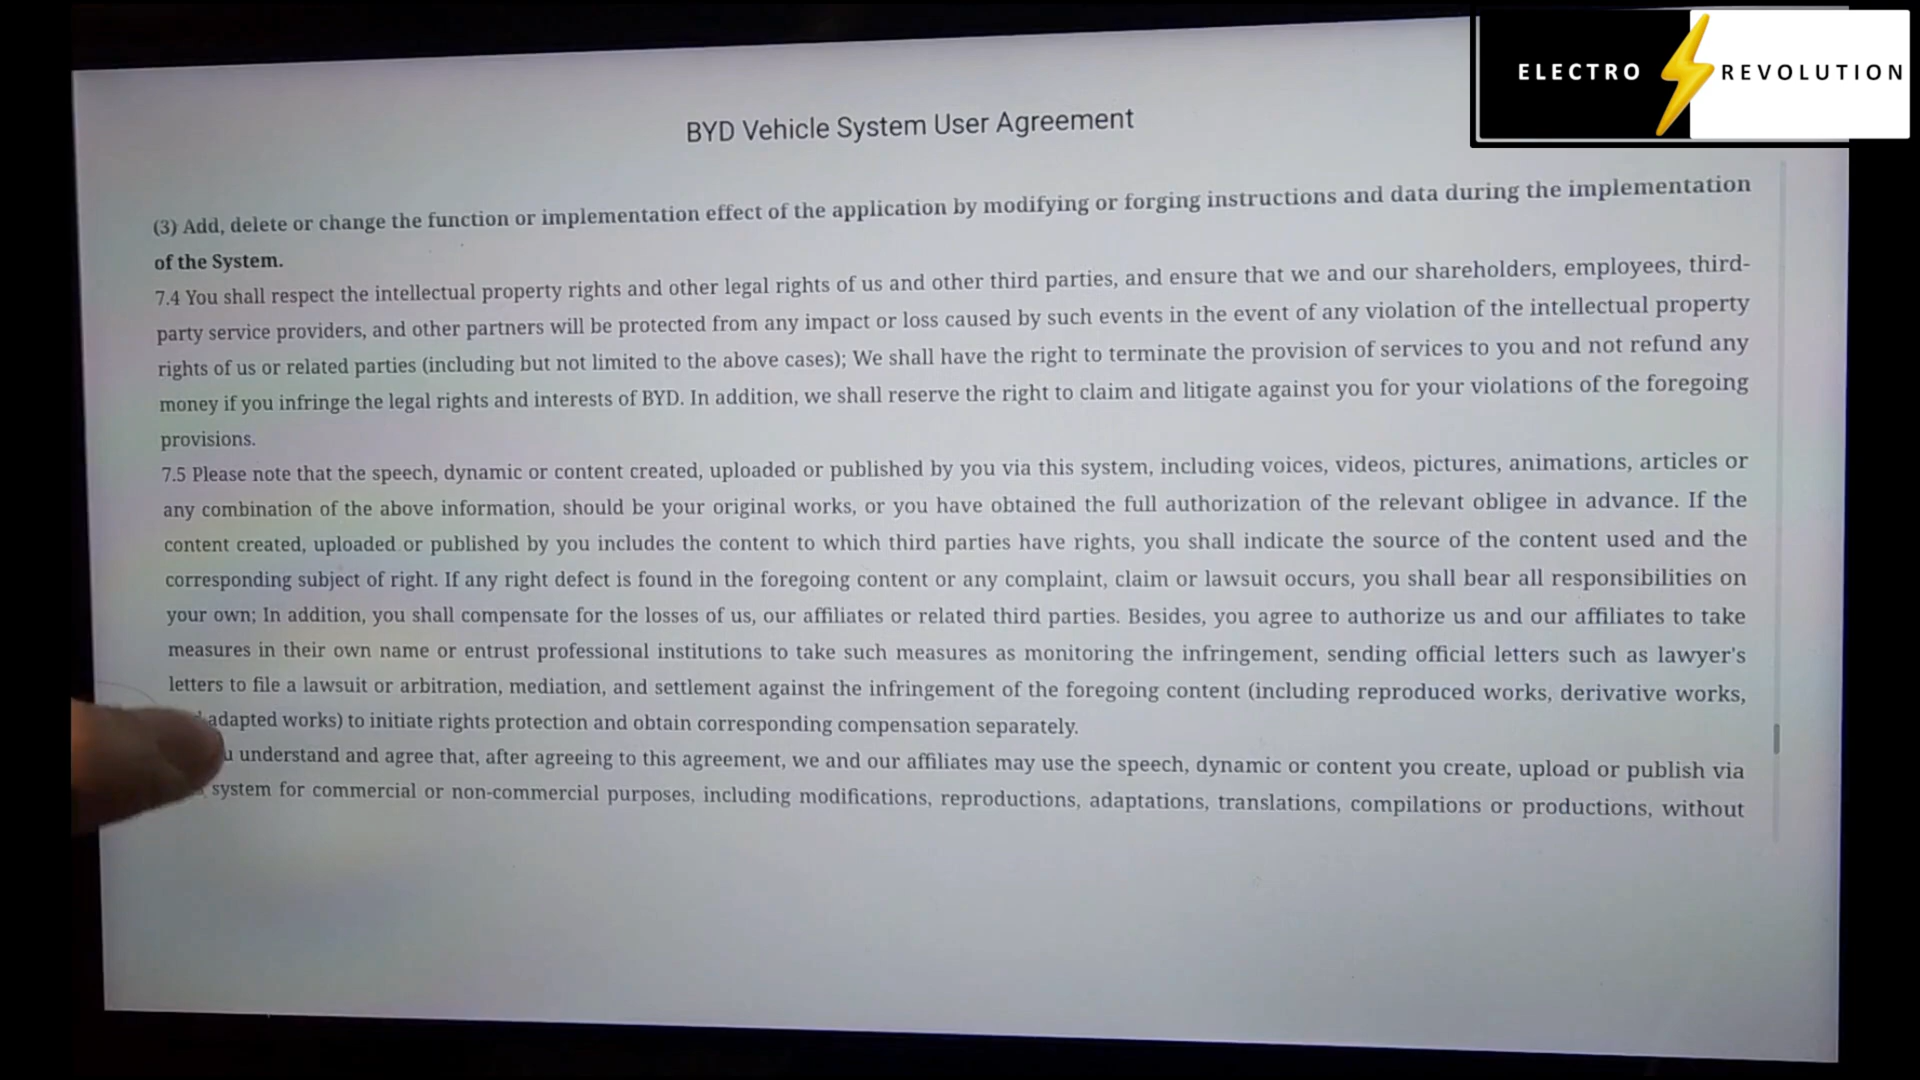 ELECTRO REVOLUTION
BYD Vehicle System User Agreement
(3) Add, delete or change the function or implementation effect of the application by modifying or forging instructions and data during the implementation
of the System.
7.4 You shall respect the intellectual property rights and other legal rights of us and other third parties, and ensure that we and our shareholders, employees, third-
party service providers, and other partners will be protected from any impact or loss caused by such events in the event of any violation of the intellectual property
rights of us or related parties (including but not limited to the above cases); We shall have the right to terminate the provision of services to you and not refund any
money if you infringe the legal rights and interests of BYD. In addition, we shall reserve the right to claim and litigate against you for your violations of the foregoing
provisions.
7.5 Please note that the speech, dynamic or content created, uploaded or published by you via this system, including voices, videos, pictures, animations, articles or
any combination of the above information, should be your original works, or you have obtained the full authorization of the relevant obligee in advance. If the
content created, uploaded or published by you includes the content to which third parties have rights, you shall indicate the source of the content used and the
corresponding subject of right. If any right defect is found in the foregoing content or any complaint, claim or lawsuit occurs, you shall bear all responsibilities on
your own; In addition, you shall compensate for the losses of us, our affiliates or related third parties. Besides, you agree to authorize us and our affiliates to take
measures in their own name or entrust professional institutions to take such measures as monitoring the infringement, sending official letters such as lawyer's
letters to file a lawsuit or arbitration, mediation, and settlement against the infringement of the foregoing content (including reproduced works, derivative works,
adapted works) to initiate rights protection and obtain corresponding compensation separately.
understand and agree that, after agreeing to this agreement, we and our affiliates may use the speech, dynamic or content you create, upload or publish via
system for commercial or non-commercial purposes, including modifications, reproductions, adaptations, translations, compilations or productions, without